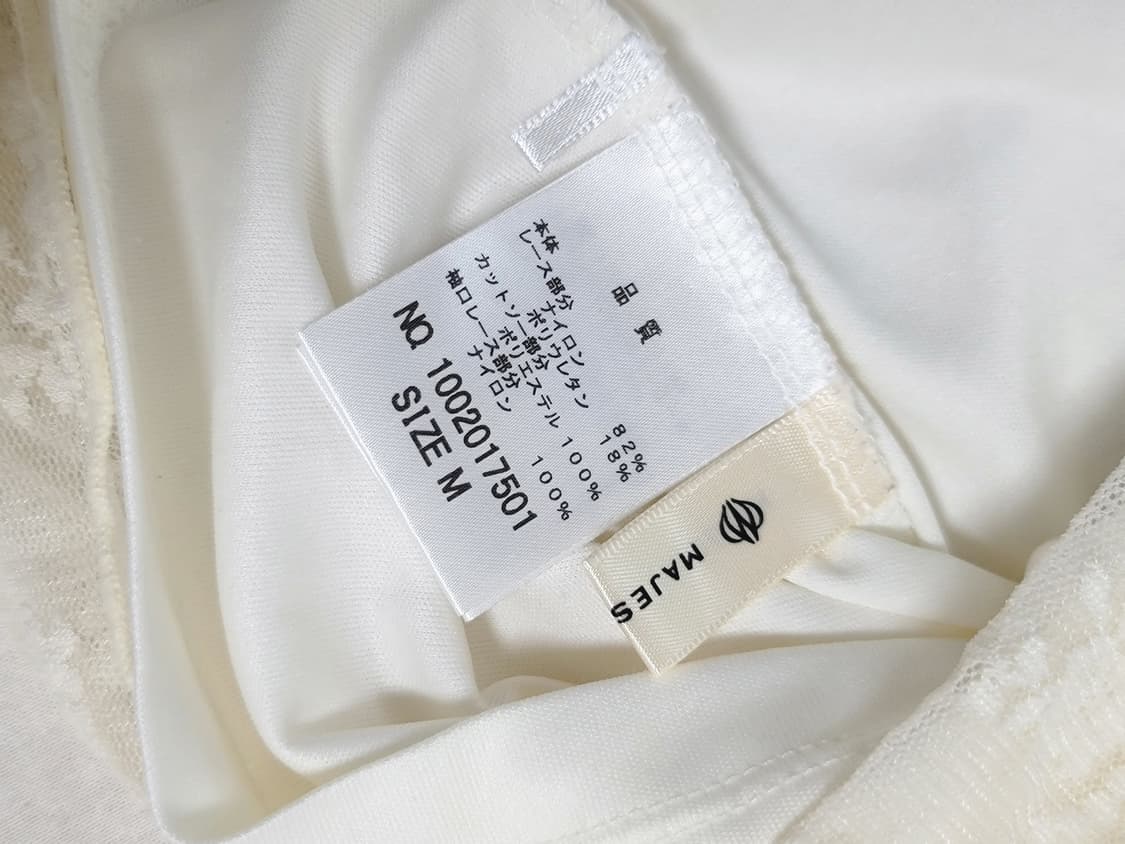 品 質
本体
レース部分 ナイロン 82%
ポリウレタン 18%
カットソー部分
ポリエステル 100%
袖口レース部分
ナイロン 100%
NO. 1002017501
SIZE M
MAJES